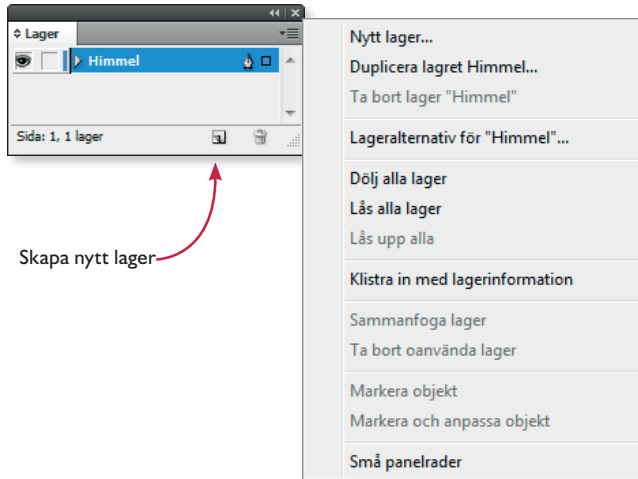 Lager
Himmel
Sida: 1, 1 lager
Skapa nytt lager
Nytt lager...
Duplicera lagret Himmel...
Ta bort lager "Himmel"
Lageralternativ för "Himmel"...
Dölj alla lager
Lås alla lager
Lås upp alla
Klistra in med lagerinformation
Sammanfoga lager
Ta bort oanvända lager
Markera objekt
Markera och anpassa objekt
Små panelrader